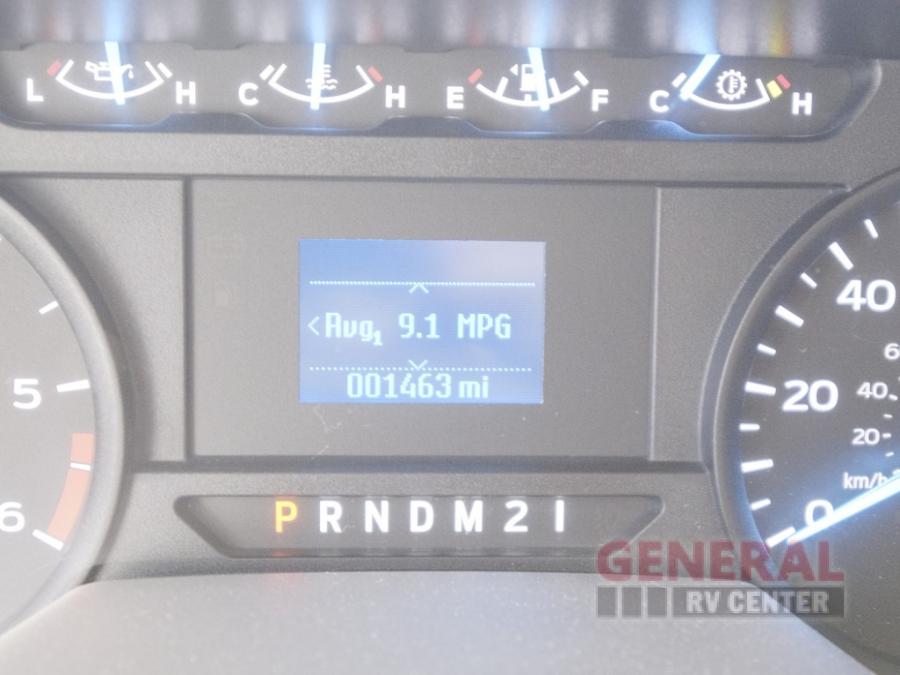 L H C H E F C H
40
<Avg1 9.1 MPG
5 20 60 40
001463 mi
20
km/h
6 P R N D M 2 1 0
GENERAL
RV CENTER